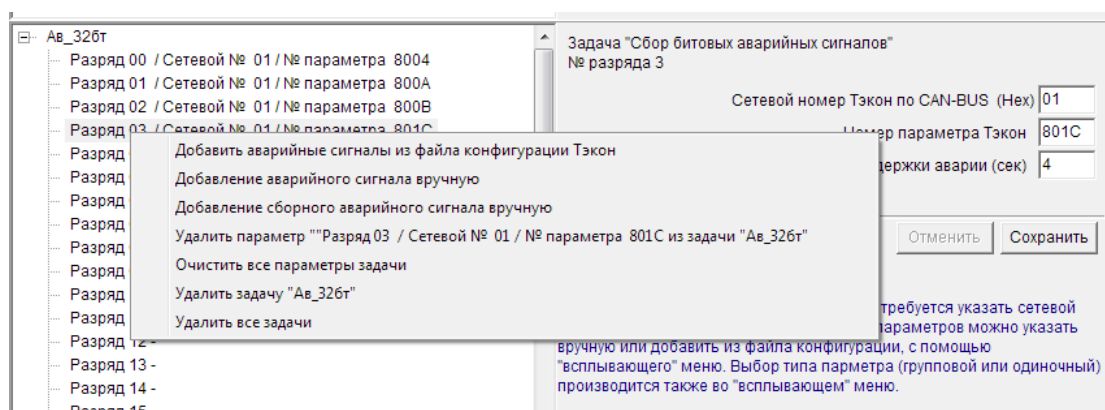 Ав_32бт
Разряд 00 / Сетевой № 01 / № параметра 8004
Разряд 01 / Сетевой № 01 / № параметра 800A
Разряд 02 / Сетевой № 01 / № параметра 800B
Разряд 03 / Сетевой № 01 / № параметра 801C
Разряд
Разряд
Разряд
Разряд
Разряд
Разряд
Разряд
Разряд
Разряд 12 -
Разряд 13 -
Разряд 14 -
Разряд 15
Добавить аварийные сигналы из файла конфигурации Тэкон
Добавление аварийного сигнала вручную
Добавление сборного аварийного сигнала вручную
Удалить параметр ""Разряд 03 / Сетевой № 01 / № параметра 801C из задачи "Ав_32бт"
Очистить все параметры задачи
Удалить задачу "Ав_32бт"
Удалить все задачи
Задача "Сбор битовых аварийных сигналов"
№ разряда 3
Сетевой номер Тэкон по CAN-BUS (Hex) 01
Номер параметра Тэкон 801C
держки аварии (сек) 4
Отменить Сохранить
требуется указать сетевой
параметров можно указать
вручную или добавить из файла конфигурации, с помощью
"всплывающего" меню. Выбор типа парметра (групповой или одиночный)
производится также во "всплывающем" меню.